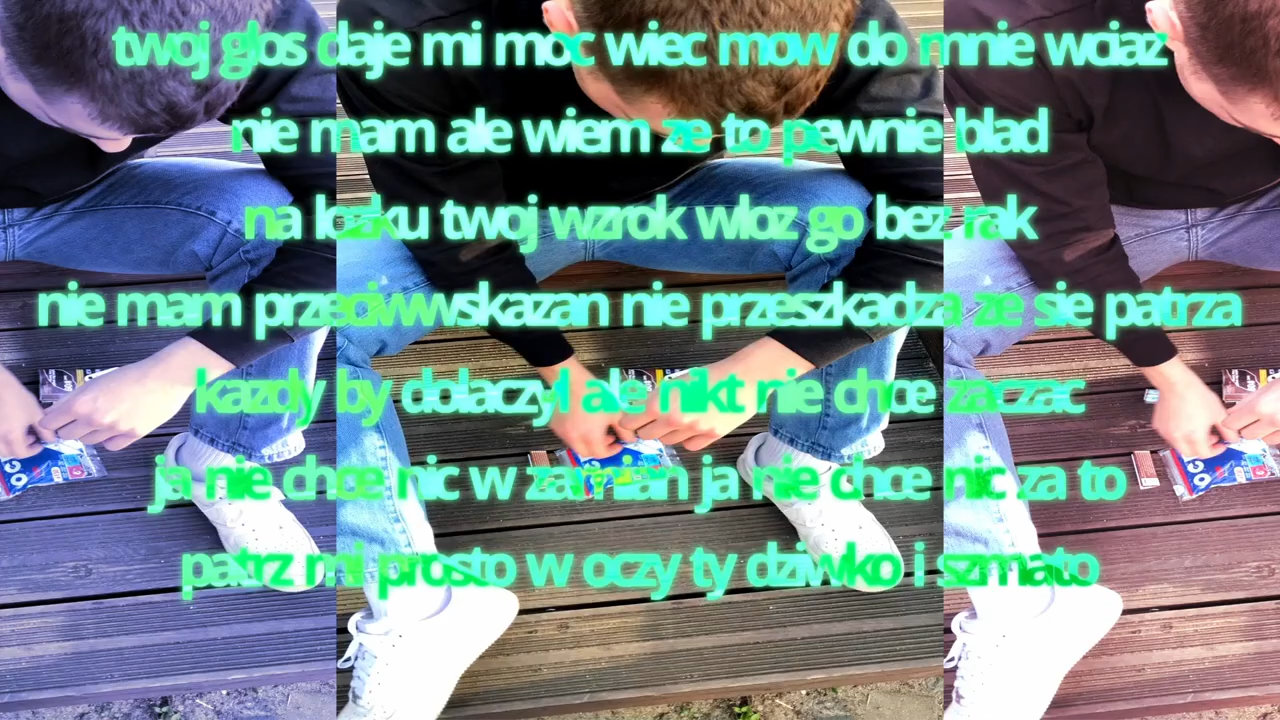 twoj glos daje mi moc wiec mow do mnie wciaz
nie mam ale wiem ze to pewnie blad
na lozku twoj wzrok wloz go bez rak
nie mam przeciwwskazan nie przeszkadza ze sie patrza
kazdy by dolaczył ale nikt nie chce zaczac
ja nie chce nic w zamian ja nie chce nic za to
patrz mi prosto w oczy ty dziwko i szmato